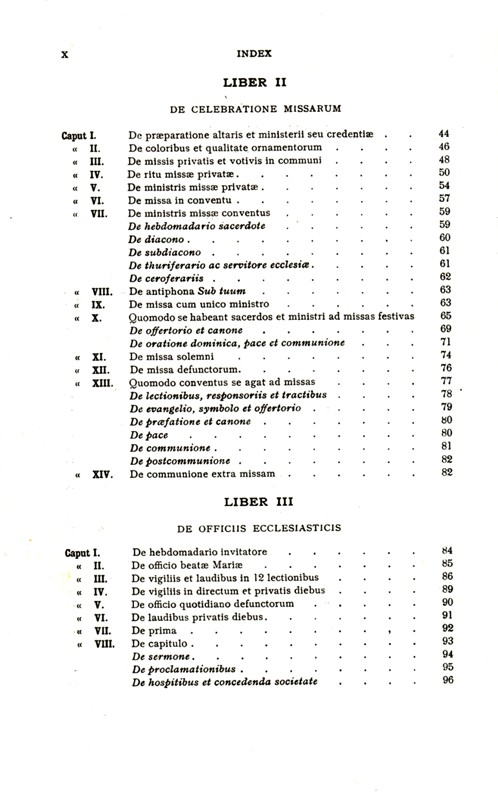 X INDEX
LIBER II
DE CELEBRATIONE MISSARUM
Caput I. De præparatione altaris et ministerii seu credentiæ . . 44
« II. De coloribus et qualitate ornamentorum . . . . 46
« III. De missis privatis et votivis in communi . . . . 48
« IV. De ritu missæ privatæ . . . . . . . 50
« V. De ministris missæ privatæ . . . . . . . 54
« VI. De missa in conventu . . . . . . . 57
« VII. De ministris missæ conventus . . . . . . 59
De hebdomadario sacerdote . . . . . . 59
De diacono . . . . . . . . . 60
De subdiacono . . . . . . . . 61
De thuriferario ac servitore ecclesiæ . . . . . 61
De ceroferariis . . . . . . . . 62
« VIII. De antiphona Sub tuum . . . . . . . 63
« IX. De missa cum unico ministro . . . . . . 63
« X. Quomodo se habeant sacerdos et ministri ad missas festivas 65
De offertorio et canone . . . . . . . 69
De oratione dominica, pace et communione . . . 71
« XI. De missa solemni . . . . . . . 74
« XII. De missa defunctorum. . . . . . . . 76
« XIII. Quomodo conventus se agat ad missas . . . . 77
De lectionibus, responsoriis et tractibus . . . . 78
De evangelio, symbolo et offertorio . . . . . 79
De præfatione et canone . . . . . . . 80
De pace . . . . . . . . . 80
De communione . . . . . . . . . 81
De postcommunione . . . . . . . . 82
« XIV. De communione extra missam . . . . . . 82
LIBER III
DE OFFICIIS ECCLESIASTICIS
Caput I. De hebdomadario invitatore . . . . . . 84
« II. De officio beatæ Mariæ . . . . . . . 85
« III. De vigiliis et laudibus in 12 lectionibus . . . . 86
« IV. De vigiliis in directum et privatis diebus . . . . 89
« V. De officio quotidiano defunctorum . . . . . 90
« VI. De laudibus privatis diebus . . . . . . . 91
« VII. De prima . . . . . . . . . 92
« VIII. De capitulo . . . . . . . . . 93
De sermone . . . . . . . . . 94
De proclamationibus . . . . . . . . 95
De hospitibus et concedenda societate . . . . 96